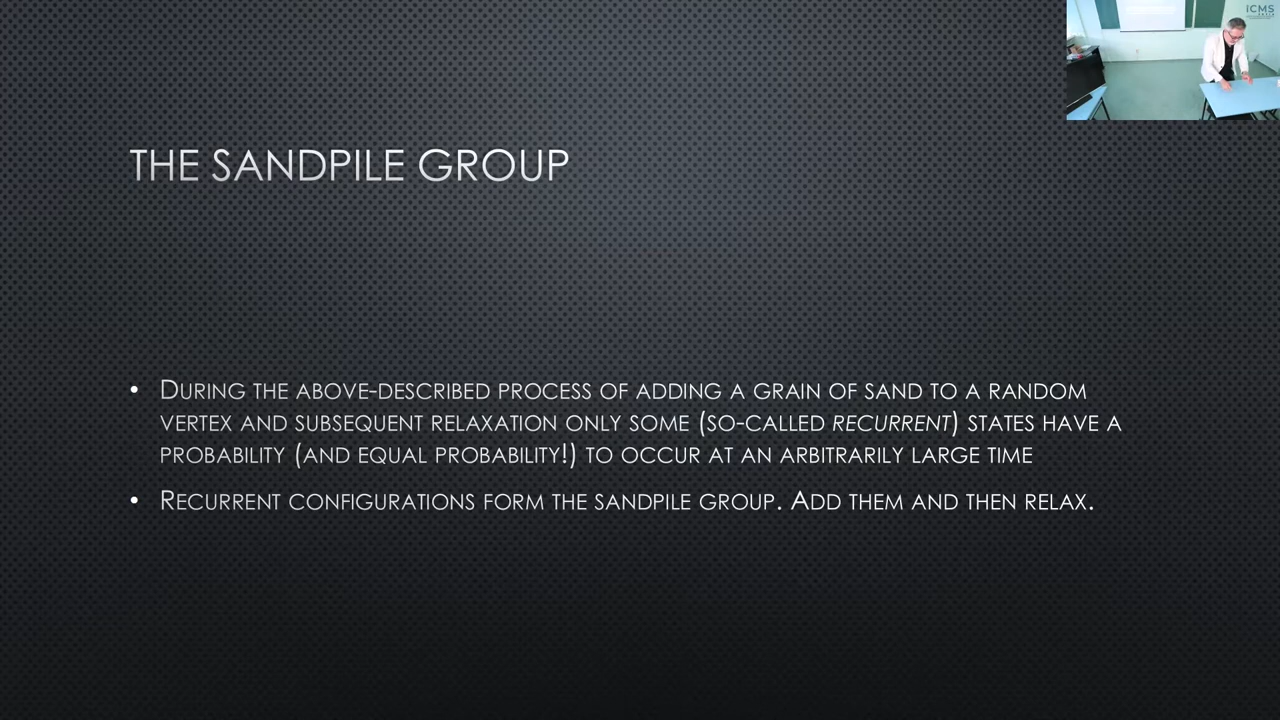 ICMS
THE SANDPILE GROUP
• DURING THE ABOVE-DESCRIBED PROCESS OF ADDING A GRAIN OF SAND TO A RANDOM
VERTEX AND SUBSEQUENT RELAXATION ONLY SOME (SO-CALLED RECURRENT) STATES HAVE A
PROBABILITY (AND EQUAL PROBABILITY!) TO OCCUR AT AN ARBITRARILY LARGE TIME
• RECURRENT CONFIGURATIONS FORM THE SANDPILE GROUP. ADD THEM AND THEN RELAX.